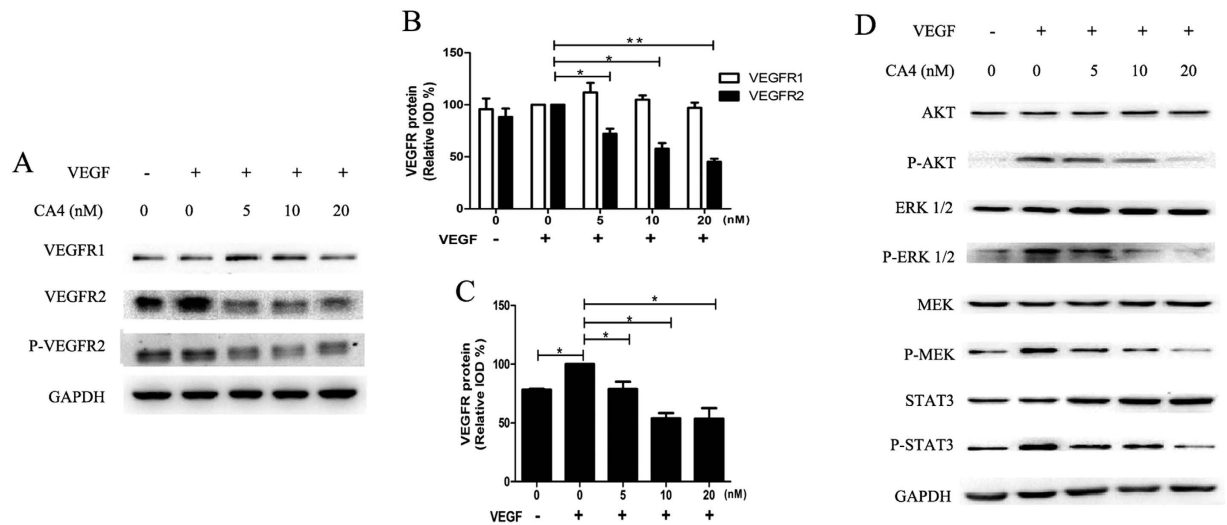 A
VEGF - + + + +
CA4 (nM) 0 0 5 10 20
VEGFR1
VEGFR2
P-VEGFR2
GAPDH
B
VEGFR protein
(Relative IOD %)
150
100
50
0
* * **
VEGFR1
VEGFR2
0 0 5 10 20 (nM)
VEGF - + + + +
C
VEGFR protein
(Relative IOD %)
150
100
50
0
* * * *
0 0 5 10 20 (nM)
VEGF - + + + +
D
VEGF - + + + +
CA4 (nM) 0 0 5 10 20
AKT
P-AKT
ERK 1/2
P-ERK 1/2
MEK
P-MEK
STAT3
P-STAT3
GAPDH